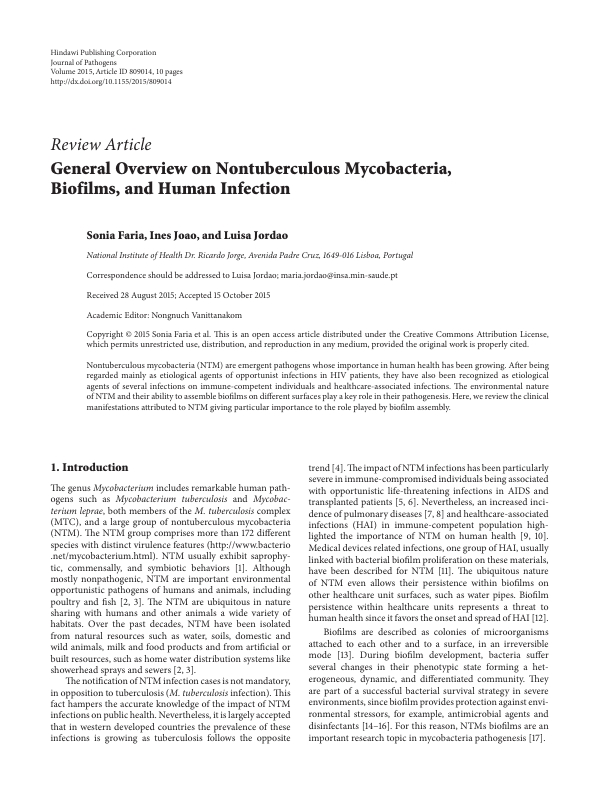 Hindawi Publishing Corporation
Journal of Pathogens
Volume 2015, Article ID 809014, 10 pages
http://dx.doi.org/10.1155/2015/809014
Review Article
General Overview on Nontuberculous Mycobacteria,
Biofilms, and Human Infection
Sonia Faria, Ines Joao, and Luisa Jordao
National Institute of Health Dr. Ricardo Jorge, Avenida Padre Cruz, 1649-016 Lisboa, Portugal
Correspondence should be addressed to Luisa Jordao; maria.jordao@insa.min-saude.pt
Received 28 August 2015; Accepted 15 October 2015
Academic Editor: Nongnuch Vanittanakom
Copyright © 2015 Sonia Faria et al. This is an open access article distributed under the Creative Commons Attribution License,
which permits unrestricted use, distribution, and reproduction in any medium, provided the original work is properly cited.
Nontuberculous mycobacteria (NTM) are emergent pathogens whose importance in human health has been growing. After being
regarded mainly as etiological agents of opportunist infections in HIV patients, they have also been recognized as etiological
agents of several infections on immune-competent individuals and healthcare-associated infections. The environmental nature
of NTM and their ability to assemble biofilms on different surfaces play a key role in their pathogenesis. Here, we review the clinical
manifestations attributed to NTM giving particular importance to the role played by biofilm assembly.
1. Introduction
The genus Mycobacterium includes remarkable human path-
ogens such as Mycobacterium tuberculosis and Mycobac-
terium leprae, both members of the M. tuberculosis complex
(MTC), and a large group of nontuberculous mycobacteria
(NTM). The NTM group comprises more than 172 different
species with distinct virulence features (http://www.bacterio
.net/mycobacterium.html). NTM usually exhibit saprophy-
tic, commensally, and symbiotic behaviors [1]. Although
mostly nonpathogenic, NTM are important environmental
opportunistic pathogens of humans and animals, including
poultry and fish [2, 3]. The NTM are ubiquitous in nature
sharing with humans and other animals a wide variety of
habitats. Over the past decades, NTM have been isolated
from natural resources such as water, soils, domestic and
wild animals, milk and food products and from artificial or
built resources, such as home water distribution systems like
showerhead sprays and sewers [2, 3].
The notification of NTM infection cases is not mandatory,
in opposition to tuberculosis (M. tuberculosis infection). This
fact hampers the accurate knowledge of the impact of NTM
infections on public health. Nevertheless, it is largely accepted
that in western developed countries the prevalence of these
infections is growing as tuberculosis follows the opposite
trend [4]. The impact of NTM infections has been particularly
severe in immune-compromised individuals being associated
with opportunistic life-threatening infections in AIDS and
transplanted patients [5, 6]. Nevertheless, an increased inci-
dence of pulmonary diseases [7, 8] and healthcare-associated
infections (HAI) in immune-competent population high-
lighted the importance of NTM on human health [9, 10].
Medical devices related infections, one group of HAI, usually
linked with bacterial biofilm proliferation on these materials,
have been described for NTM [11]. The ubiquitous nature
of NTM even allows their persistence within biofilms on
other healthcare unit surfaces, such as water pipes. Biofilm
persistence within healthcare units represents a threat to
human health since it favors the onset and spread of HAI [12].
Biofilms are described as colonies of microorganisms
attached to each other and to a surface, in an irreversible
mode [13]. During biofilm development, bacteria suffer
several changes in their phenotypic state forming a het-
erogeneous, dynamic, and differentiated community. They
are part of a successful bacterial survival strategy in severe
environments, since biofilm provides protection against envi-
ronmental stressors, for example, antimicrobial agents and
disinfectants [14–16]. For this reason, NTMs biofilms are an
important research topic in mycobacteria pathogenesis [17].